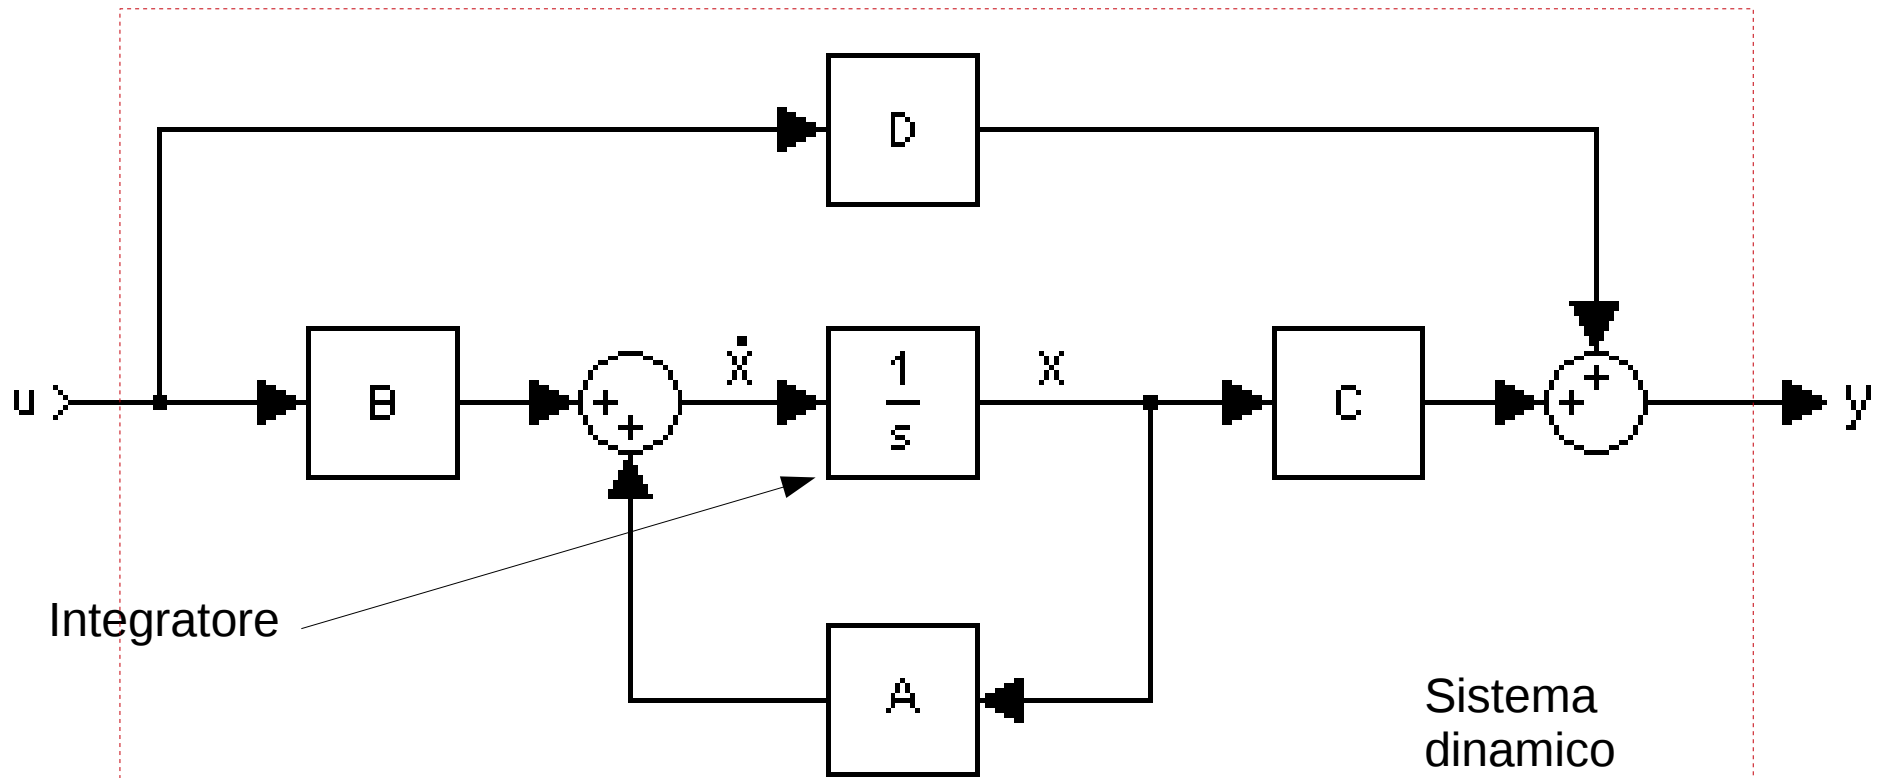 D
u
B
+
+
ẋ
1
s
x
C
+
+
y
Integratore
A
Sistema
dinamico